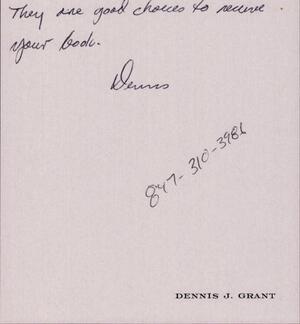 They are good choices to receive
your book.
Dennis
847-310-3986
DENNIS J. GRANT